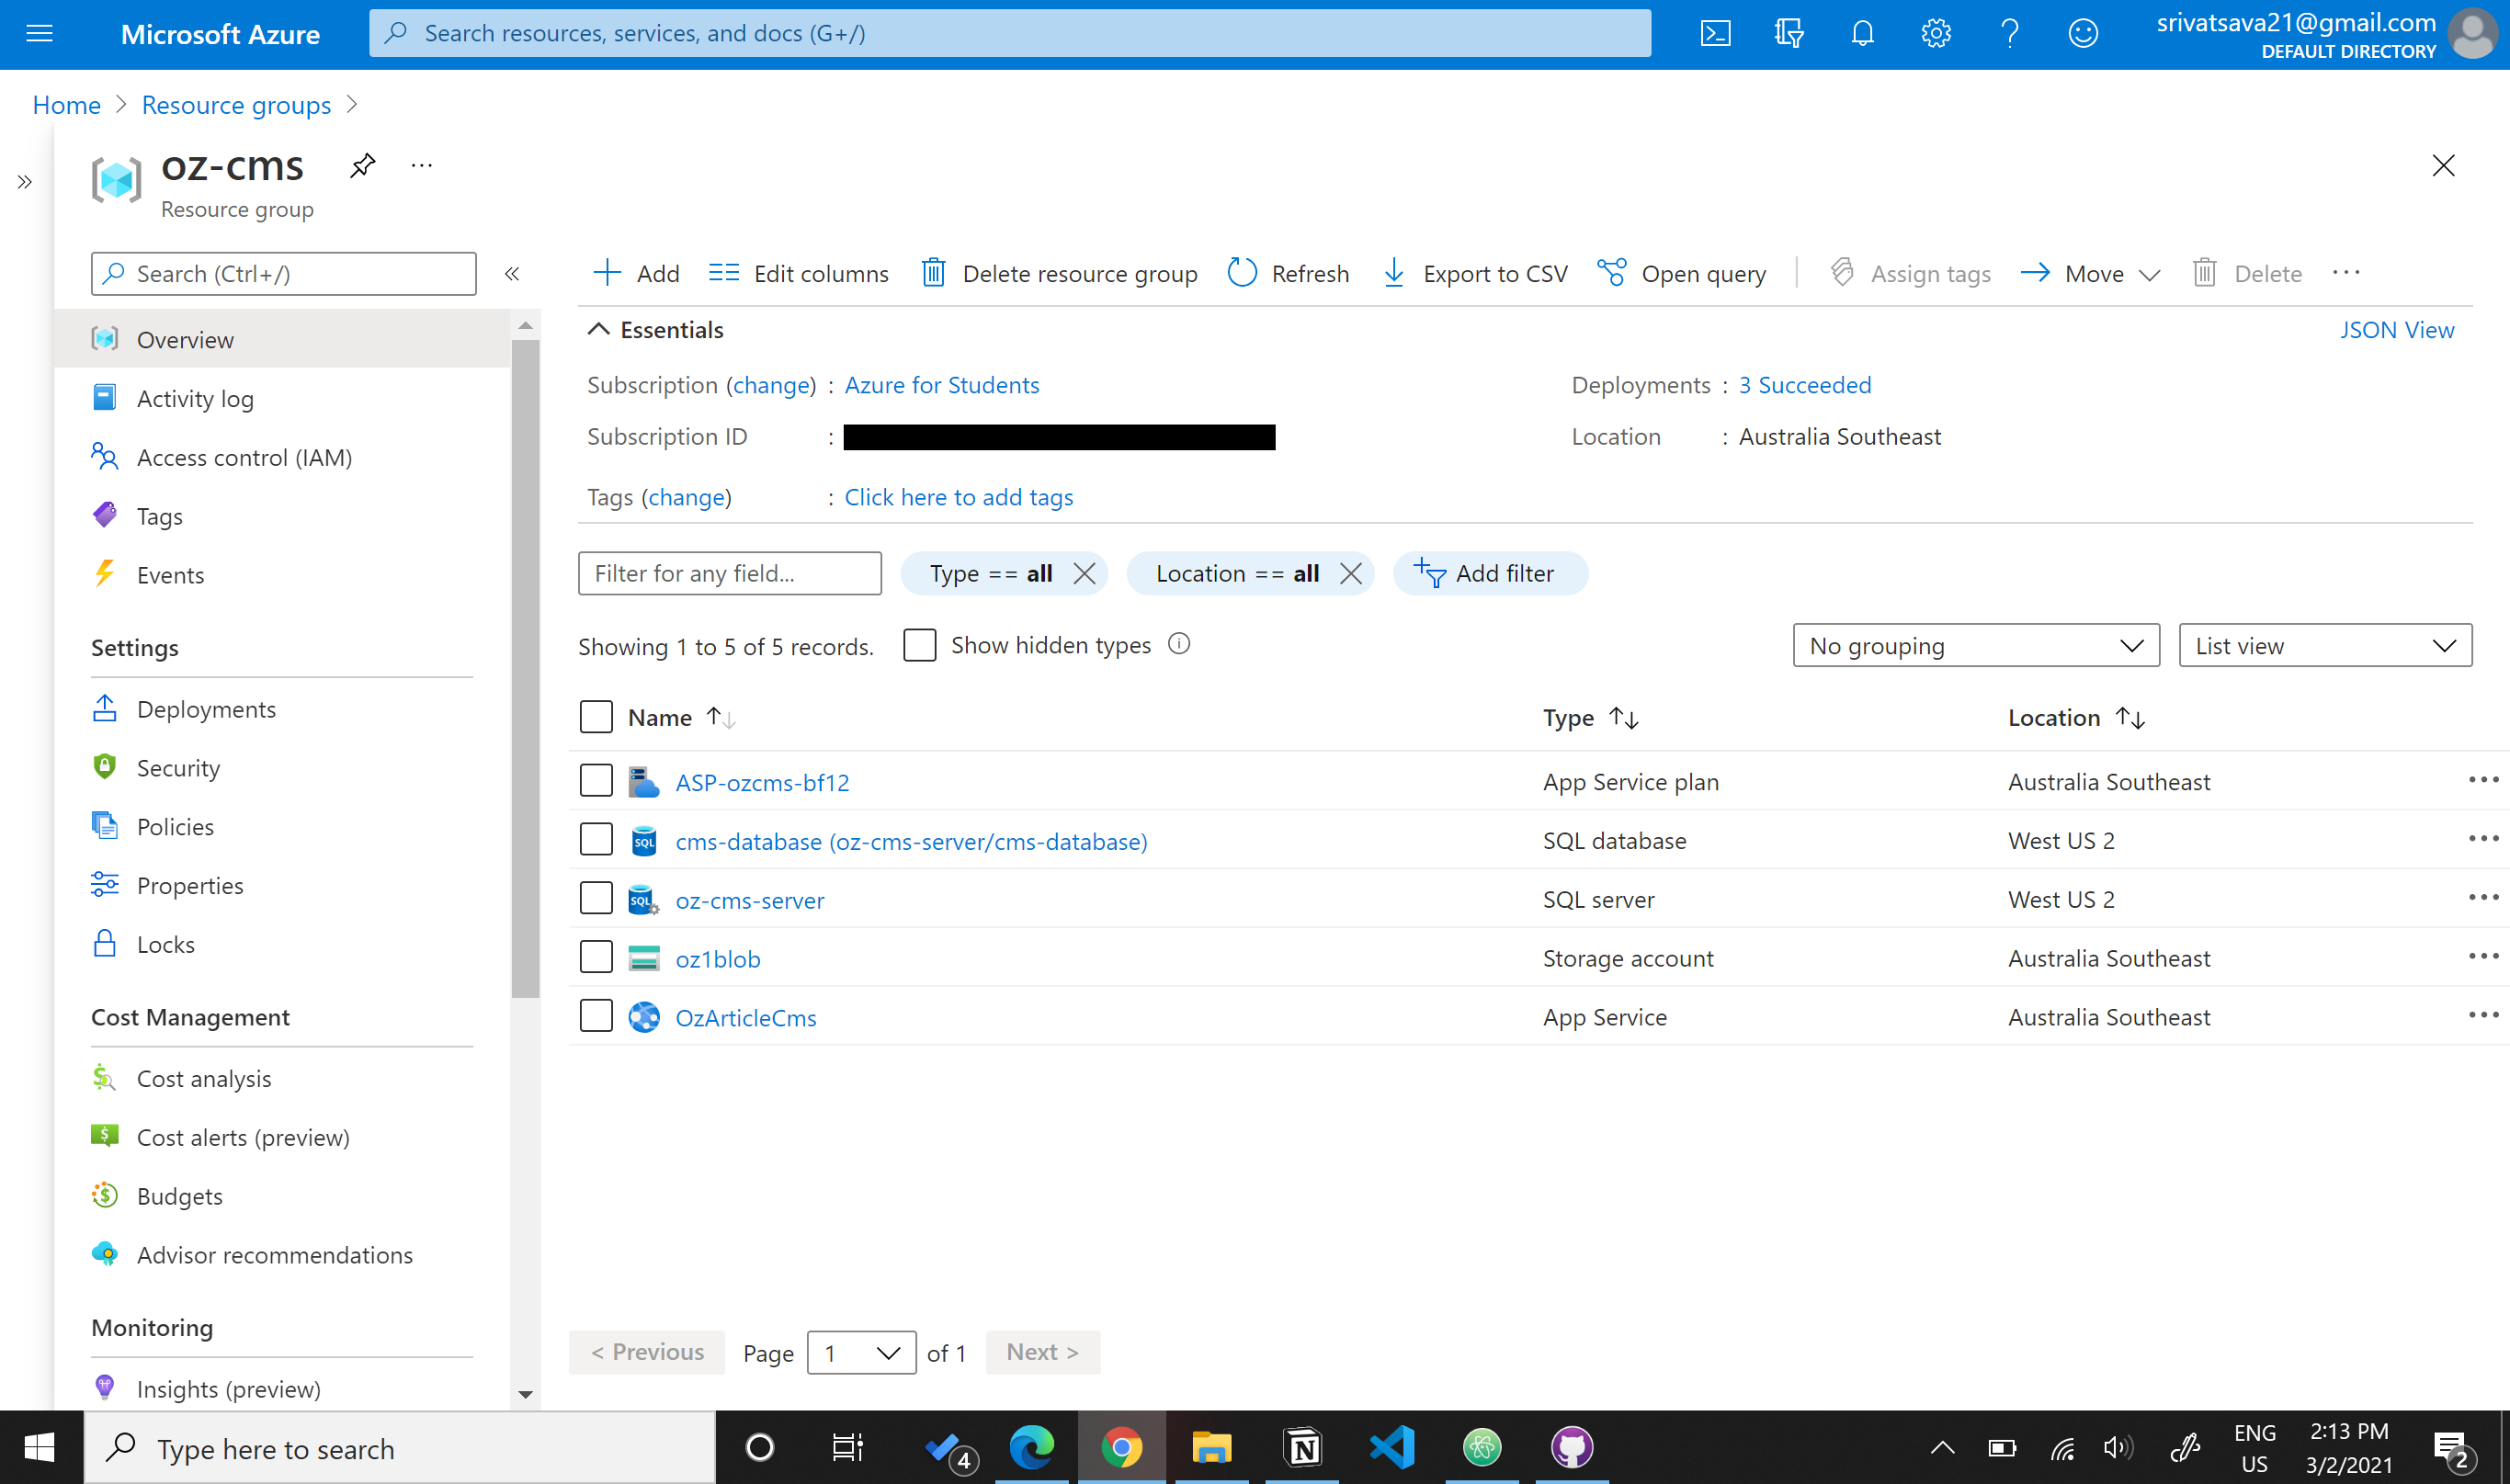 Microsoft Azure
Search resources, services, and docs (G+/)
srivatsava21@gmail.com
DEFAULT DIRECTORY
Home > Resource groups >
oz-cms
Resource group
Search (Ctrl+/)
Overview
Activity log
Access control (IAM)
Tags
Events
Settings
Deployments
Security
Policies
Properties
Locks
Cost Management
Cost analysis
Cost alerts (preview)
Budgets
Advisor recommendations
Monitoring
Insights (preview)
Add Edit columns Delete resource group Refresh Export to CSV Open query Assign tags Move Delete
Essentials JSON View
Subscription (change) : Azure for Students Deployments : 3 Succeeded
Subscription ID : Location : Australia Southeast
Tags (change) : Click here to add tags
Filter for any field... Type == all Location == all Add filter
Showing 1 to 5 of 5 records. Show hidden types No grouping List view
Name Type Location
ASP-ozcms-bf12 App Service plan Australia Southeast
cms-database (oz-cms-server/cms-database) SQL database West US 2
oz-cms-server SQL server West US 2
oz1blob Storage account Australia Southeast
OzArticleCms App Service Australia Southeast
< Previous Page 1 of 1 Next >
Type here to search
4
ENG
US
2:13 PM
3/2/2021
2